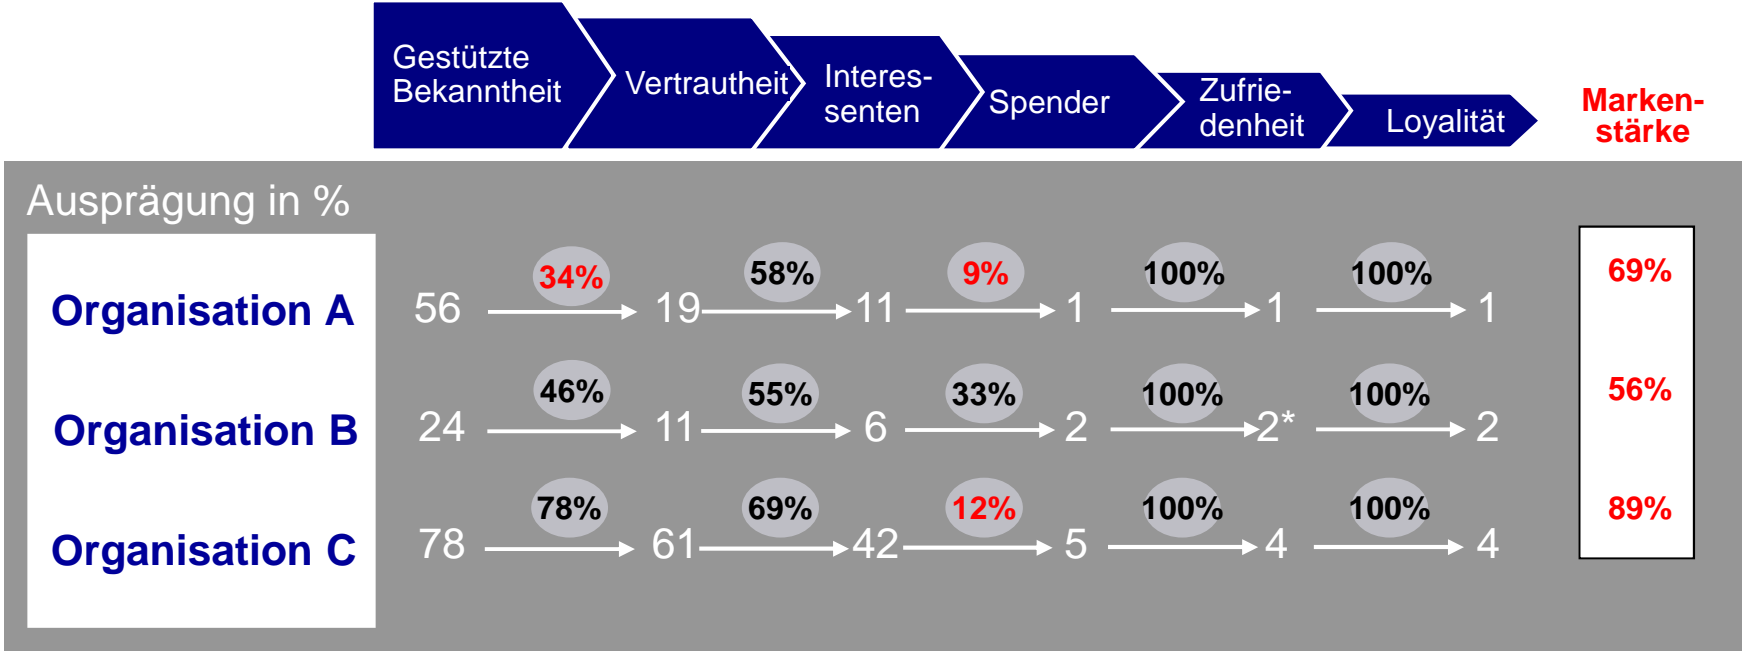 Gestützte
Bekanntheit
Vertrautheit
Interes-
senten
Spender
Zufrie-
denheit
Loyalität
Marken-
stärke
Ausprägung in %
34% 58% 9% 100% 100% 69%
Organisation A 56 19 11 1 1 1
46% 55% 33% 100% 100% 56%
Organisation B 24 11 6 2 2* 2
78% 69% 12% 100% 100% 89%
Organisation C 78 61 42 5 4 4